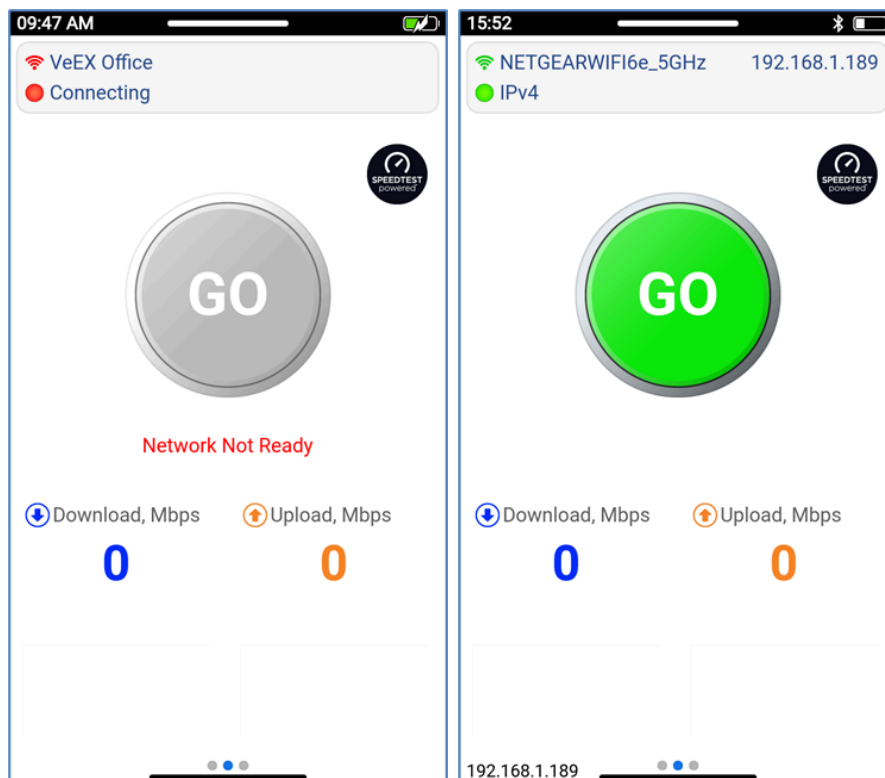 09:47 AM
VeEX Office
Connecting
SPEEDTEST
powered
GO
Network Not Ready
Download, Mbps
Upload, Mbps
0
0
15:52
NETGEARWIFI6e_5GHz
192.168.1.189
IPv4
SPEEDTEST
powered
GO
Download, Mbps
Upload, Mbps
0
0
192.168.1.189